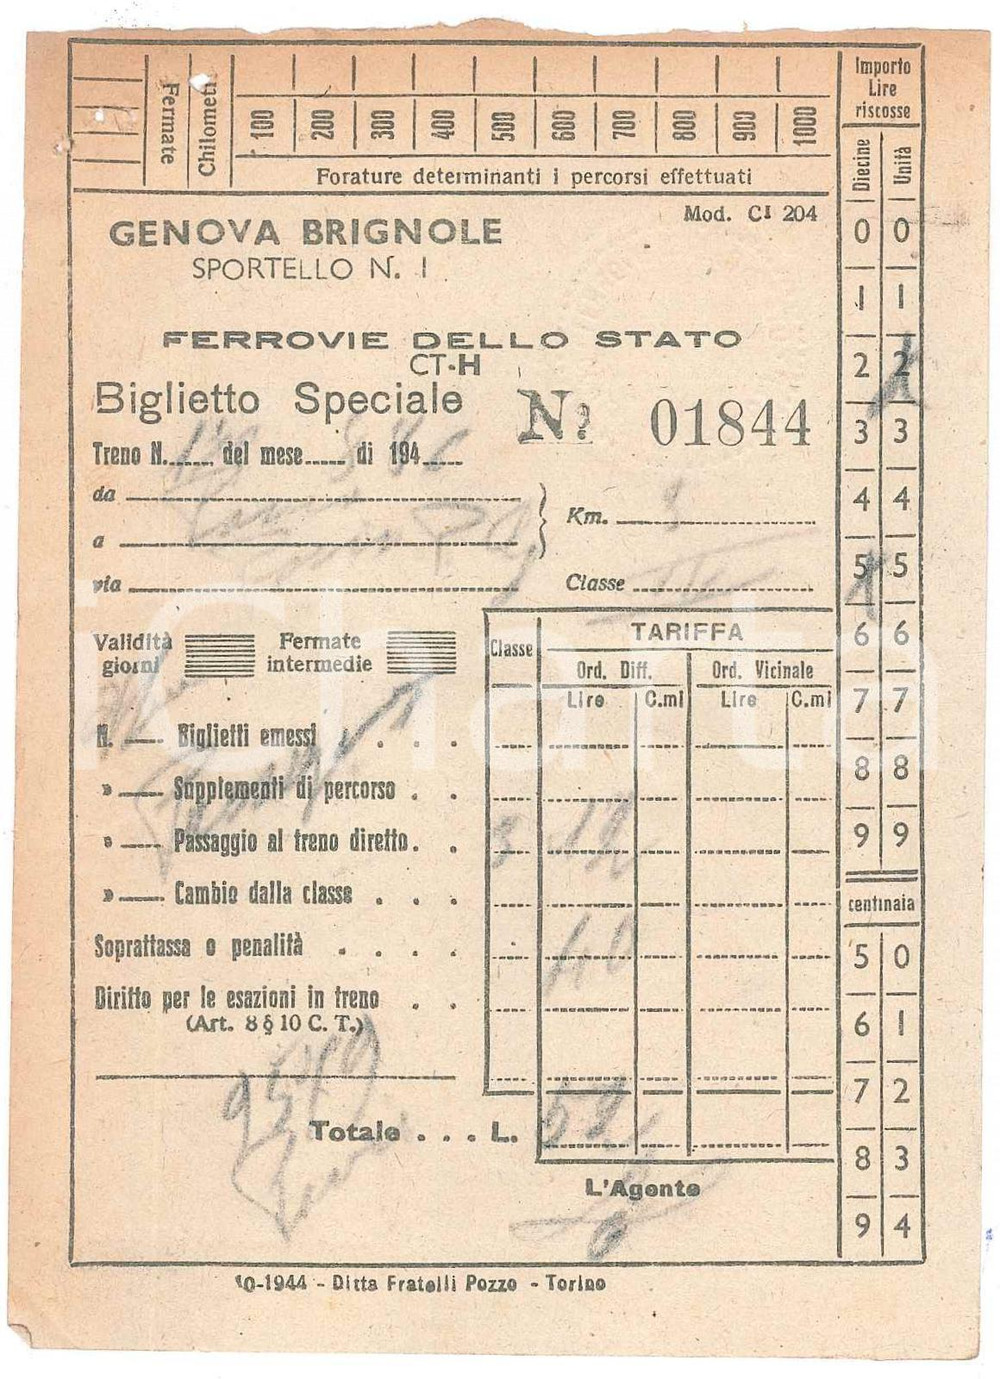 Fermate
Chilometri
100 200 300 400 500 600 700 800 900 1000
Forature determinanti i percorsi effettuati
Importo
Lire
riscosse
Diecine Unità
Mod. CI 204
GENOVA BRIGNOLE
SPORTELLO N. 1
FERROVIE DELLO STATO
CT-H
Biglietto Speciale Nº 01844
Treno N. del mese di 194
da
a
Km.
via
Classe
Validità
giorni
Fermate
intermedie
Classe
TARIFFA
Ord. Diff. Ord. Vicinale
Lire C.mi Lire C.mi
N. Biglietti emessi . . . .
» Supplementi di percorso . .
» Passaggio al treno diretto. . 3 12
» Cambio dalla classe . . .
Soprattassa o penalità . . . . 40
Diritto per le esazioni in treno . .
(Art. 8 § 10 C. T.)
Totale . . . L. 52
L'Agente
0 0
1 1
2 2
3 3
4 4
5 5
6 6
7 7
8 8
9 9
centinaia
5 0
6 1
7 2
8 3
9 4
10-1944 - Ditta Fratelli Pozzo - Torino